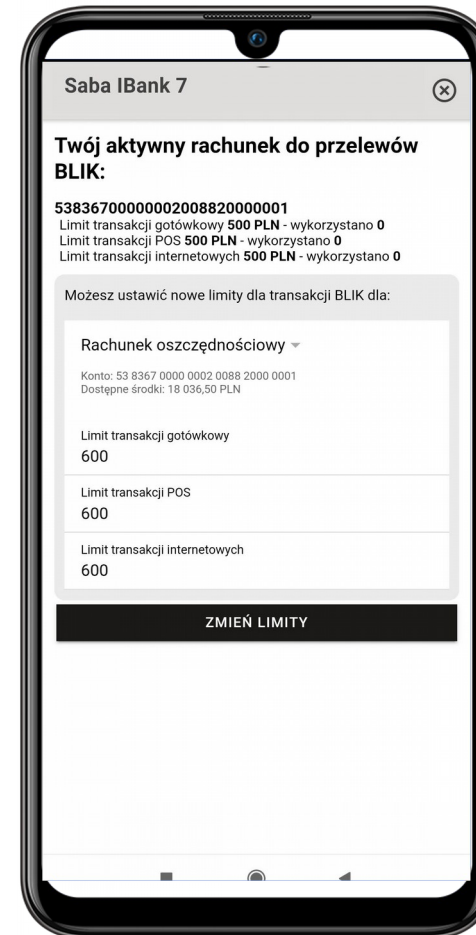 Saba IBank 7
Twój aktywny rachunek do przelewów
BLIK:
53836700000002008820000001
Limit transakcji gotówkowy 500 PLN - wykorzystano 0
Limit transakcji POS 500 PLN - wykorzystano 0
Limit transakcji internetowych 500 PLN - wykorzystano 0
Możesz ustawić nowe limity dla transakcji BLIK dla:
Rachunek oszczędnościowy
Konto: 53 8367 0000 0002 0088 2000 0001
Dostępne środki: 18 036,50 PLN
Limit transakcji gotówkowy
600
Limit transakcji POS
600
Limit transakcji internetowych
600
ZMIEŃ LIMITY